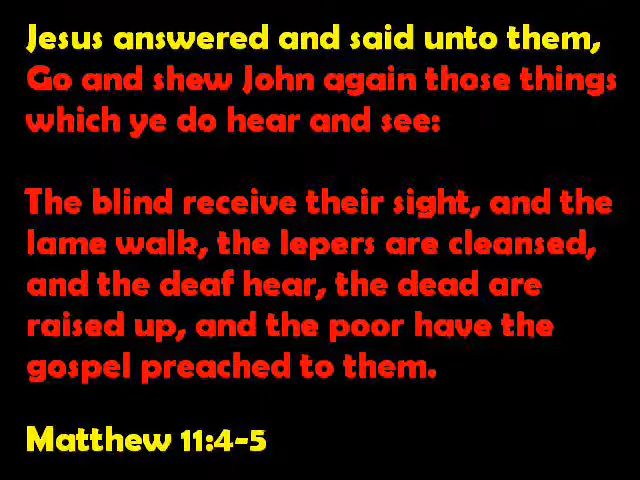 Jesus answered and said unto them,
Go and shew John again those things
which ye do hear and see:
The blind receive their sight, and the
lame walk, the lepers are cleansed,
and the deaf hear, the dead are
raised up, and the poor have the
gospel preached to them.
Matthew 11:4-5